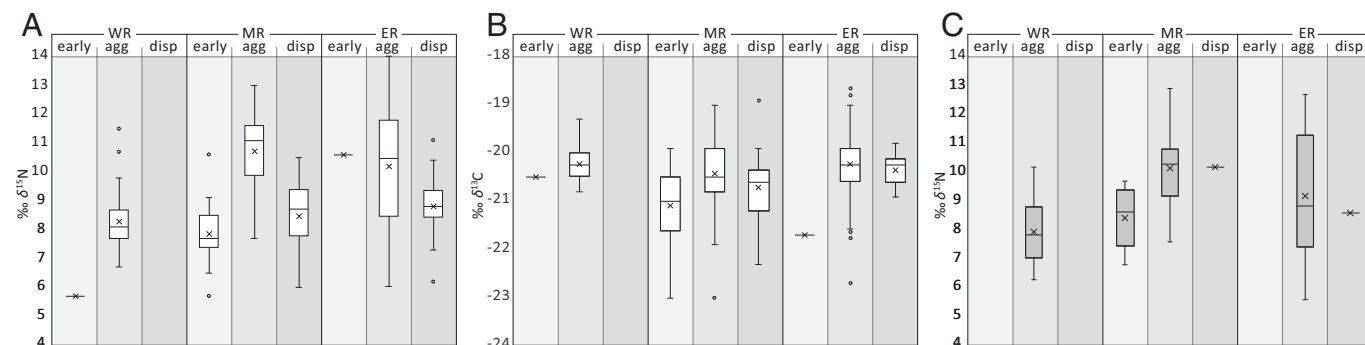 A
WR MR ER
early agg disp early agg disp early agg disp
14
13
12
11
10
9
8
7
6
5
4
‰ δ15N
B
WR MR ER
early agg disp early agg disp early agg disp
-18
-19
-20
-21
-22
-23
-24
‰ δ13C
C
WR MR ER
early agg disp early agg disp early agg disp
14
13
12
11
10
9
8
7
6
5
4
‰ δ15N